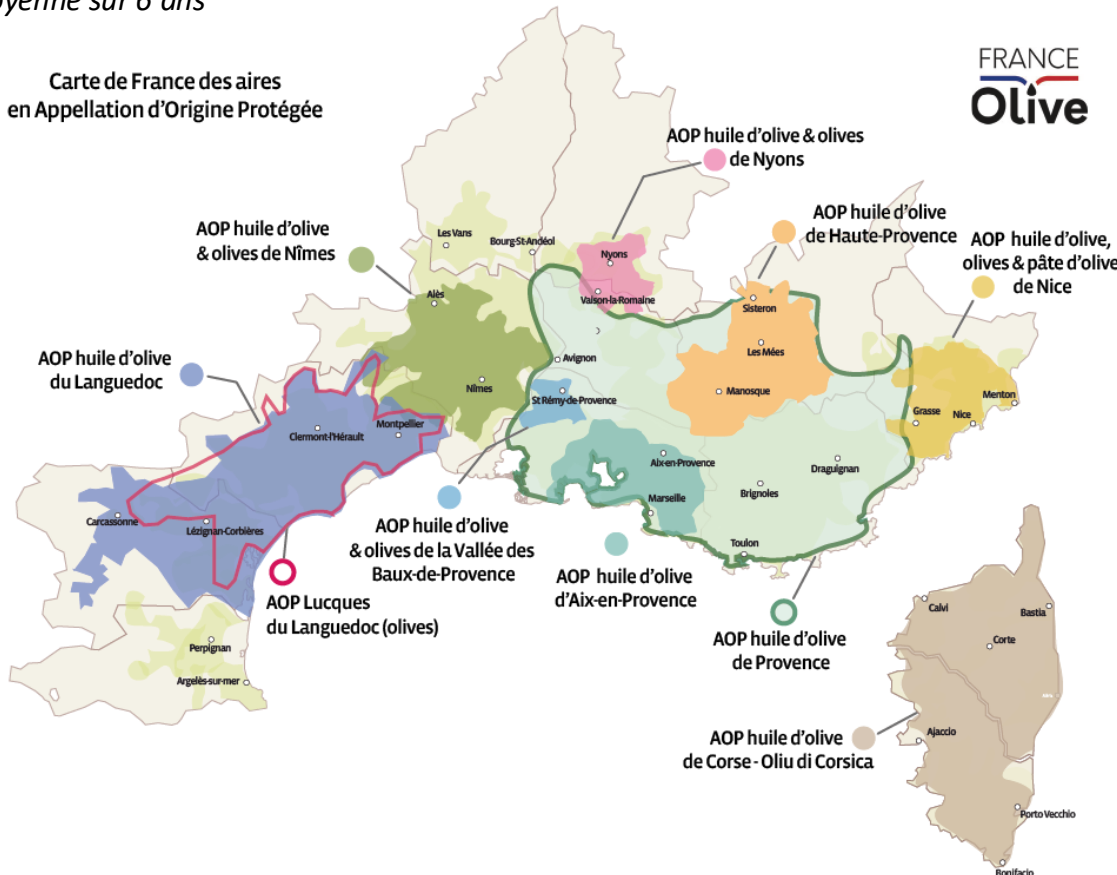 yenne sur 6 ans
Carte de France des aires
en Appellation d'Origine Protégée
FRANCE
Olive
AOP huile d'olive & olives
de Nyons
AOP huile d'olive
& olives de Nîmes
AOP huile d'olive
de Haute-Provence
AOP huile d'olive,
olives & pâte d'olive
de Nice
Les Vans
Bourg-St-Andéol
Nyons
Vaison-la-Romaine
Alès
Sisteron
Les Mées
Avignon
Manosque
Nîmes
St Rémy-de-Provence
AOP huile d'olive
du Languedoc
Menton
Grasse
Nice
Montpellier
Clermont-l'Hérault
Aix-en-Provence
Draguignan
Brignoles
Marseille
Carcassonne
Lézignan-Corbières
Toulon
AOP huile d'olive
& olives de la Vallée des
Baux-de-Provence
AOP huile d'olive
d'Aix-en-Provence
AOP Lucques
du Languedoc (olives)
AOP huile d'olive
de Provence
Perpignan
Argelès-sur-mer
Calvi
Bastia
Corte
Ajaccio
AOP huile d'olive
de Corse - Oliu di Corsica
Porto Vecchio
Bonifacio